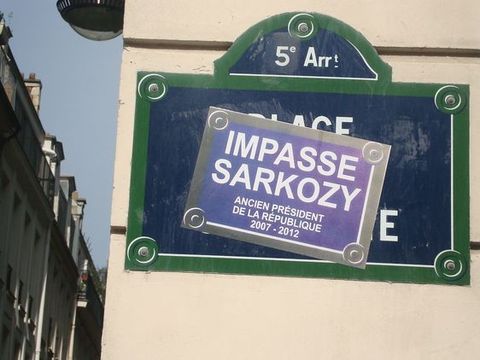 5e Arrt
PLACE
IMPASSE
SARKOZY
ANCIEN PRÉSIDENT
DE LA RÉPUBLIQUE
2007 - 2012
E